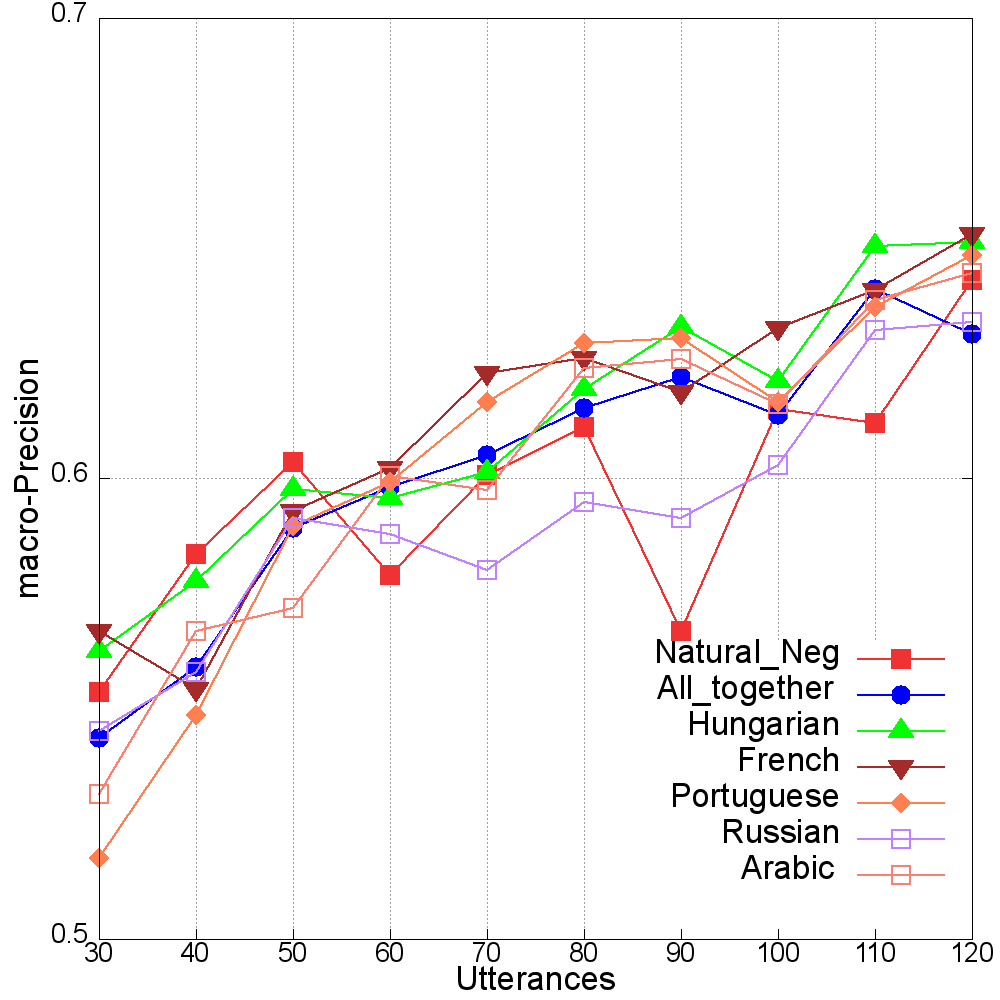 0.7
0.6
0.5
macro-Precision
Natural_Neg
All_together
Hungarian
French
Portuguese
Russian
Arabic
30 40 50 60 70 80 90 100 110 120
Utterances